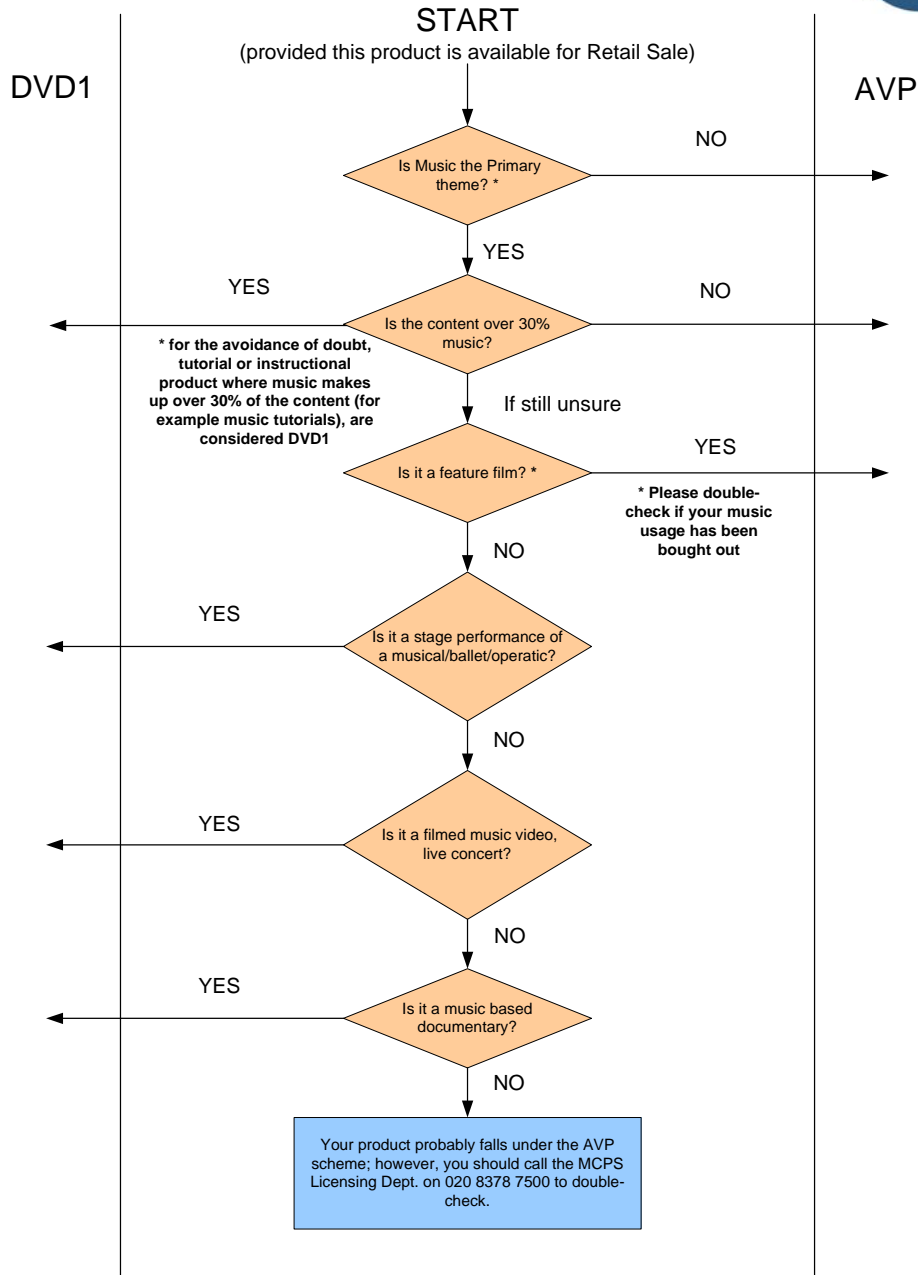 START
(provided this product is available for Retail Sale)
DVD1
AVP
Is Music the Primary
theme? *
NO
YES
YES
Is the content over 30%
music?
NO
* for the avoidance of doubt,
tutorial or instructional
product where music makes
up over 30% of the content (for
example music tutorials), are
considered DVD1
If still unsure
Is it a feature film? *
YES
* Please double-
check if your music
usage has been
bought out
NO
YES
Is it a stage performance of
a musical/ballet/operatic?
NO
YES
Is it a filmed music video,
live concert?
NO
YES
Is it a music based
documentary?
NO
Your product probably falls under the AVP
scheme; however, you should call the MCPS
Licensing Dept. on 020 8378 7500 to double-
check.